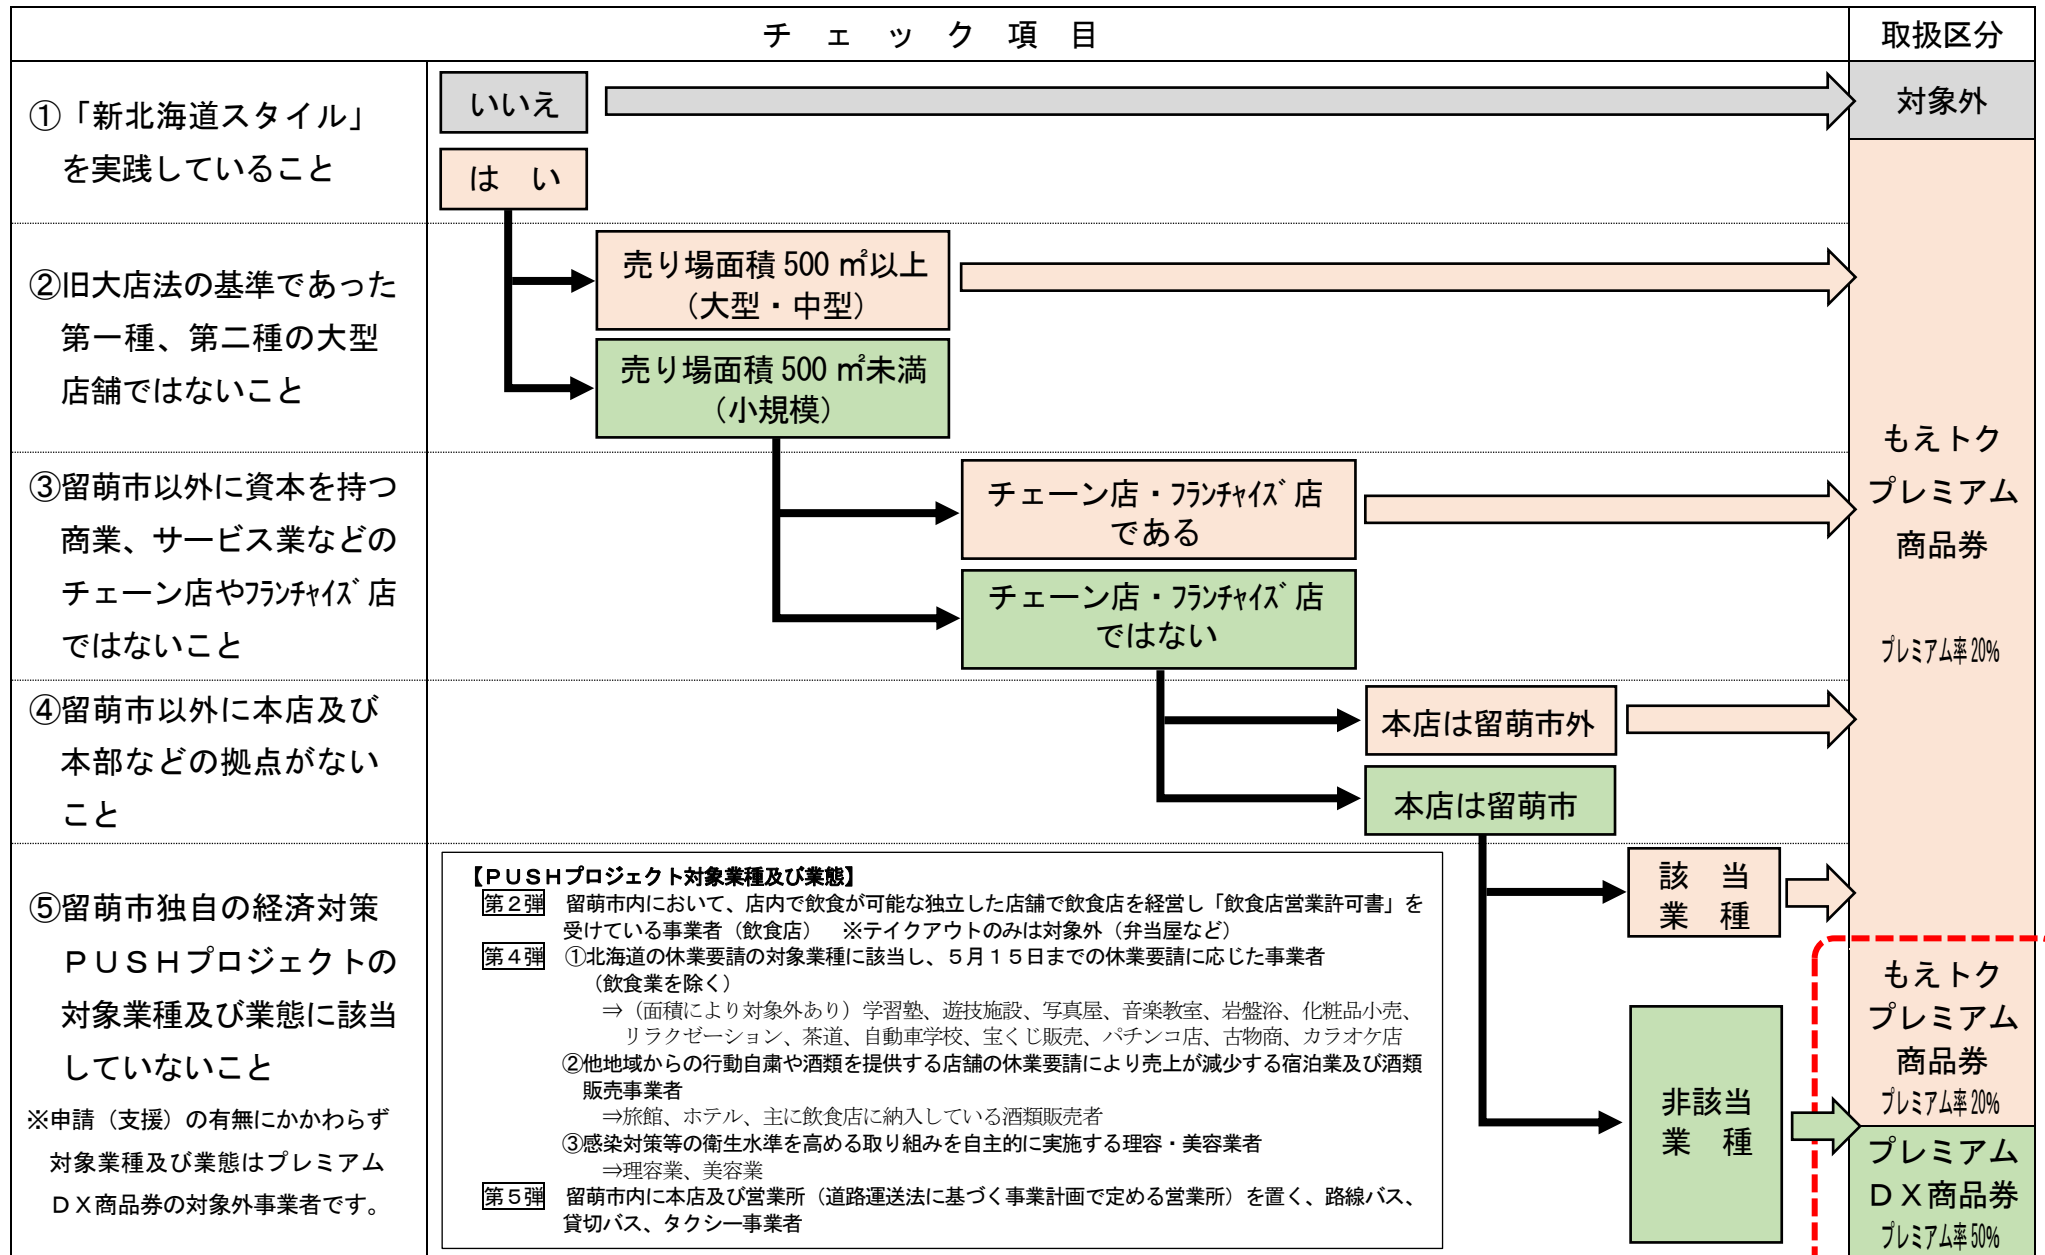 チェック項目
取扱区分
①「新北海道スタイル」
を実践していること
いいえ
対象外
はい
②旧大店法の基準であった
第一種、第二種の大型
店舗ではないこと
売り場面積 500 ㎡以上
（大型・中型）
売り場面積 500 ㎡未満
（小規模）
③留萌市以外に資本を持つ
商業、サービス業などの
チェーン店やﾌﾗﾝﾁｬｲｽﾞ店
ではないこと
チェーン店・ﾌﾗﾝﾁｬｲｽﾞ店
である
チェーン店・ﾌﾗﾝﾁｬｲｽﾞ店
ではない
もえトク
プレミアム
商品券
プレミアム率 20%
④留萌市以外に本店及び
本部などの拠点がない
こと
本店は留萌市外
本店は留萌市
⑤留萌市独自の経済対策
ＰＵＳＨプロジェクトの
対象業種及び業態に該当
していないこと
※申請（支援）の有無にかかわらず
対象業種及び業態はプレミアム
ＤＸ商品券の対象外事業者です。
【ＰＵＳＨプロジェクト対象業種及び業態】
第２弾　留萌市内において、店内で飲食が可能な独立した店舗で飲食店を経営し「飲食店営業許可書」を
受けている事業者（飲食店）　※テイクアウトのみは対象外（弁当屋など）
第４弾　①北海道の休業要請の対象業種に該当し、５月１５日までの休業要請に応じた事業者
（飲食業を除く）
⇒（面積により対象外あり）学習塾、遊技施設、写真屋、音楽教室、岩盤浴、化粧品小売、
リラクゼーション、茶道、自動車学校、宝くじ販売、パチンコ店、古物商、カラオケ店
②他地域からの行動自粛や酒類を提供する店舗の休業要請により売上が減少する宿泊業及び酒類
販売事業者
⇒旅館、ホテル、主に飲食店に納入している酒類販売者
③感染対策等の衛生水準を高める取り組みを自主的に実施する理容・美容業者
⇒理容業、美容業
第５弾　留萌市内に本店及び営業所（道路運送法に基づく事業計画で定める営業所）を置く、路線バス、
貸切バス、タクシー事業者
該当
業種
非該当
業種
もえトク
プレミアム
商品券
プレミアム率 20%
プレミアム
ＤＸ商品券
プレミアム率 50%